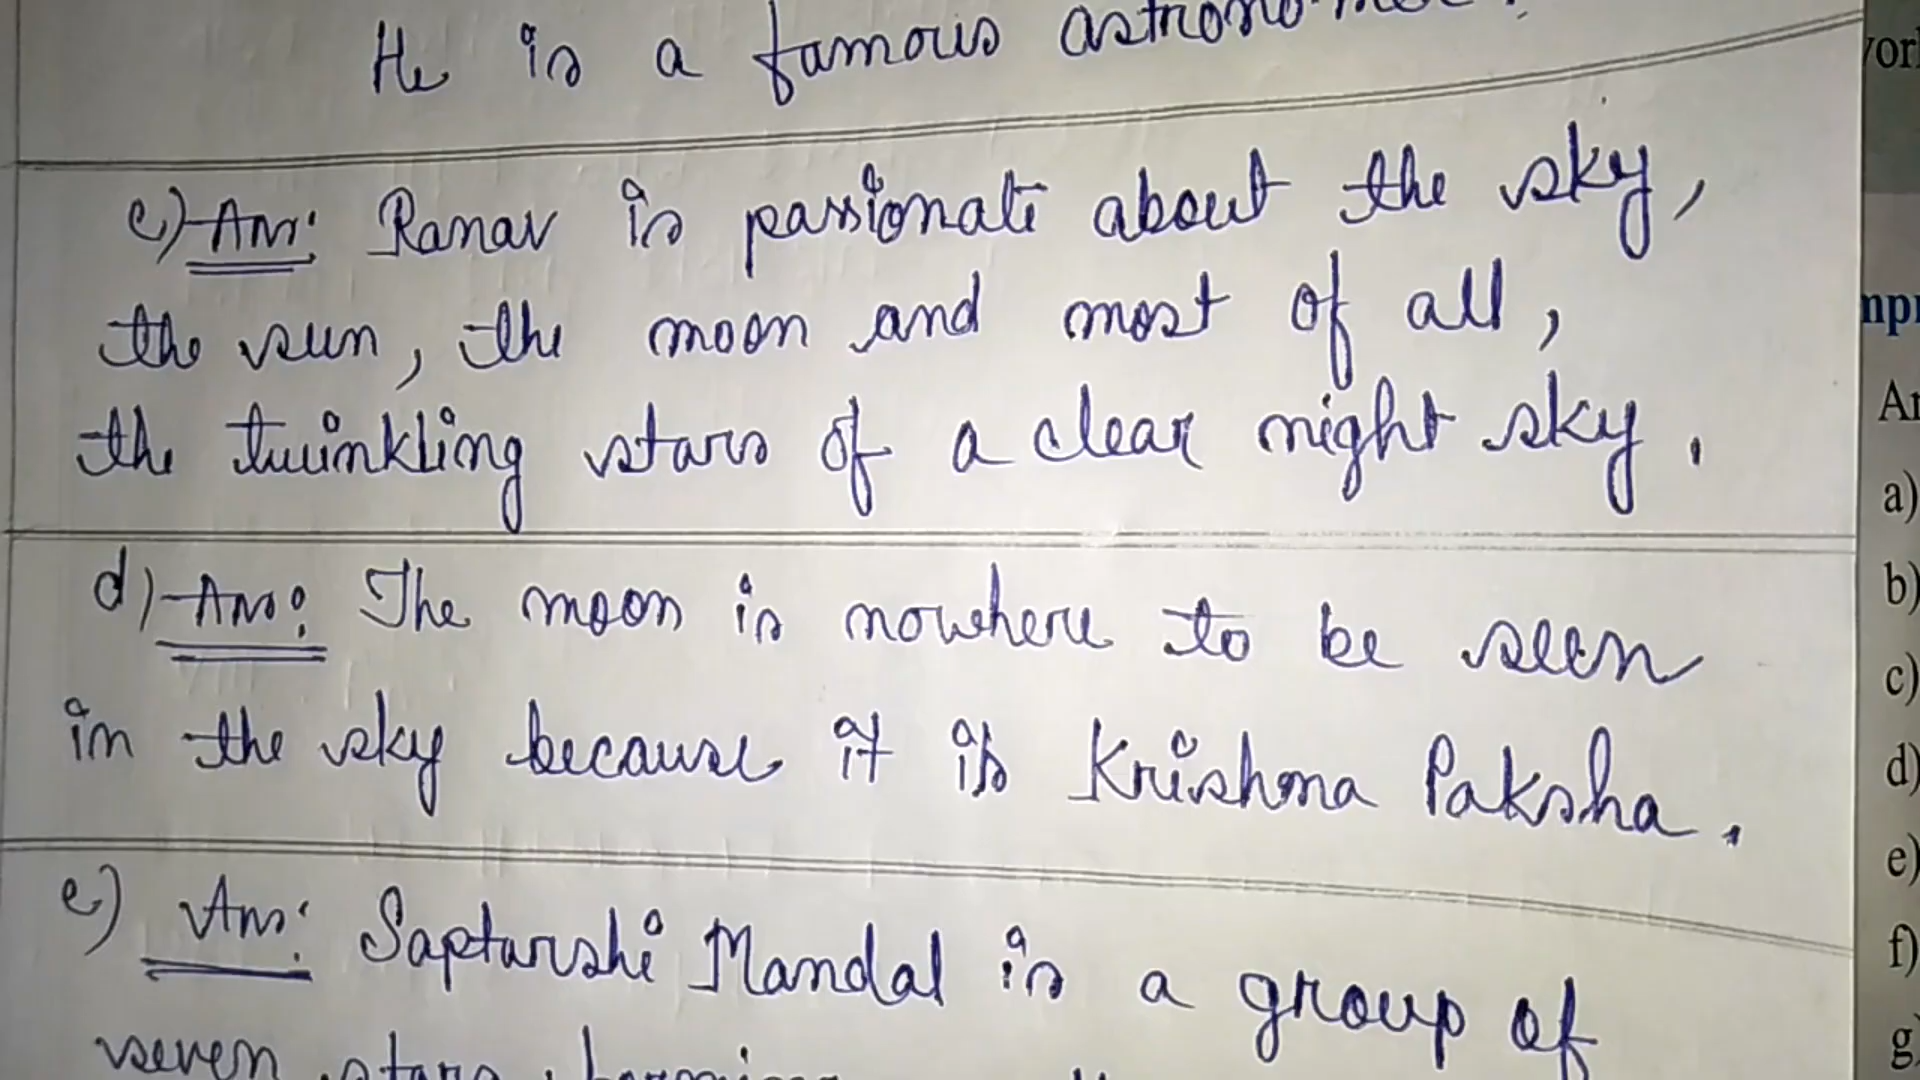 He is a famous astronomer.
c) Ans: Ranav is passionate about the sky,
the sun, the moon and most of all,
the twinkling stars of a clear night sky.
d) Ans: The moon is nowhere to be seen
in the sky because it is Krishna Paksha.
e) Ans: Saptarshi Mandal is a group of
seven stars
a)
b)
c)
d)
e)
f)
g)